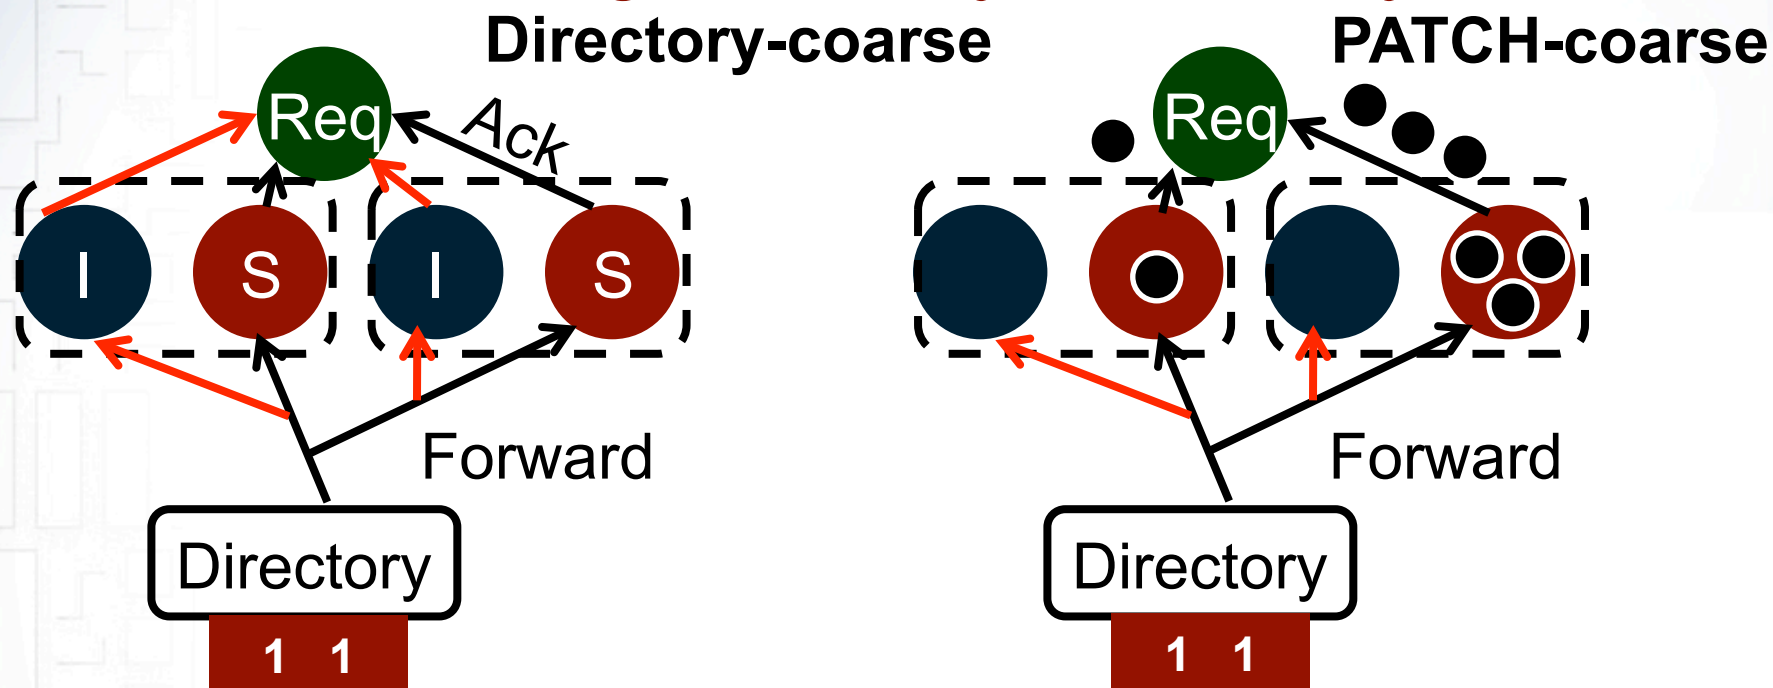 Directory-coarse
PATCH-coarse
Req
Ack
Req
I
S
I
S
Forward
Forward
Directory
Directory
1 1
1 1